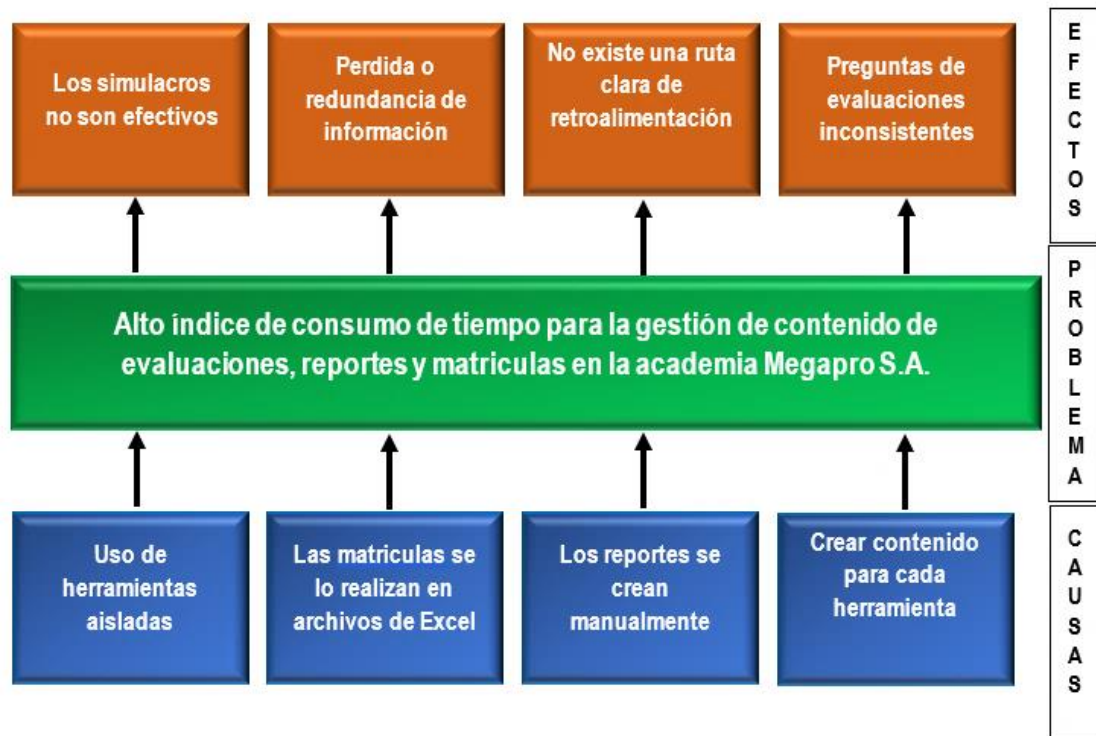 Los simulacros
no son efectivos
Perdida o
redundancia de
información
No existe una ruta
clara de
retroalimentación
Preguntas de
evaluaciones
inconsistentes
E
F
E
C
T
O
S
Alto índice de consumo de tiempo para la gestión de contenido de
evaluaciones, reportes y matriculas en la academia Megapro S.A.
P
R
O
B
L
E
M
A
Uso de
herramientas
aisladas
Las matriculas se
lo realizan en
archivos de Excel
Los reportes se
crean
manualmente
Crear contenido
para cada
herramienta
C
A
U
S
A
S